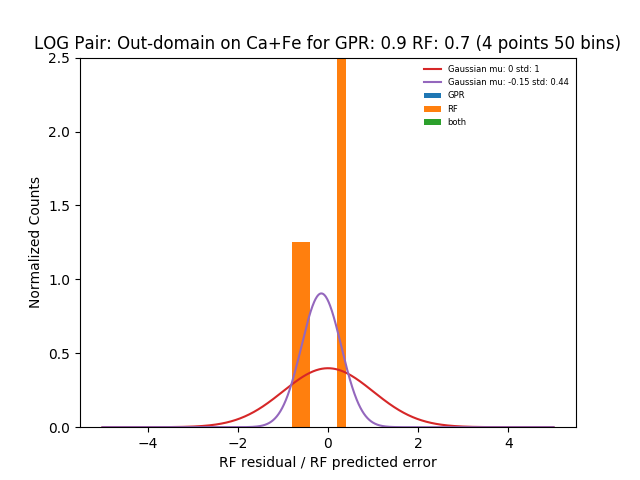 LOG Pair: Out-domain on Ca+Fe for GPR: 0.9 RF: 0.7 (4 points 50 bins)
Gaussian mu: 0 std: 1
Gaussian mu: -0.15 std: 0.44
GPR
RF
both
Normalized Counts
2.5
2.0
1.5
1.0
0.5
0.0
−4
−2
0
2
4
RF residual / RF predicted error